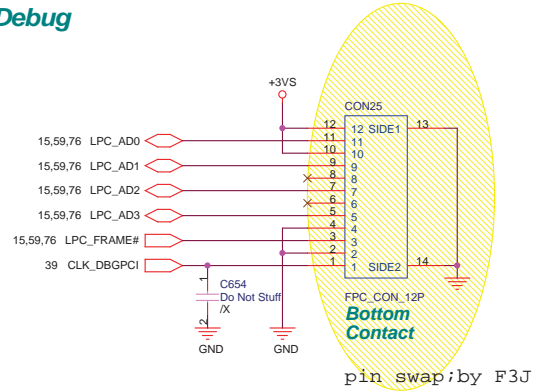 Debug
+3VS
CON25
12 12 SIDE1 13
15,59,76 LPC_AD0 11 11
10 10
15,59,76 LPC_AD1 9 9
8 8
15,59,76 LPC_AD2 7 7
6 6
15,59,76 LPC_AD3 5 5
4 4
15,59,76 LPC_FRAME# 3 3
2 2
39 CLK_DBGPCI 1 1 SIDE2 14
1 C654
Do Not Stuff
/X
2
GND GND
FPC_CON_12P
Bottom
Contact
pin swap;by F3J